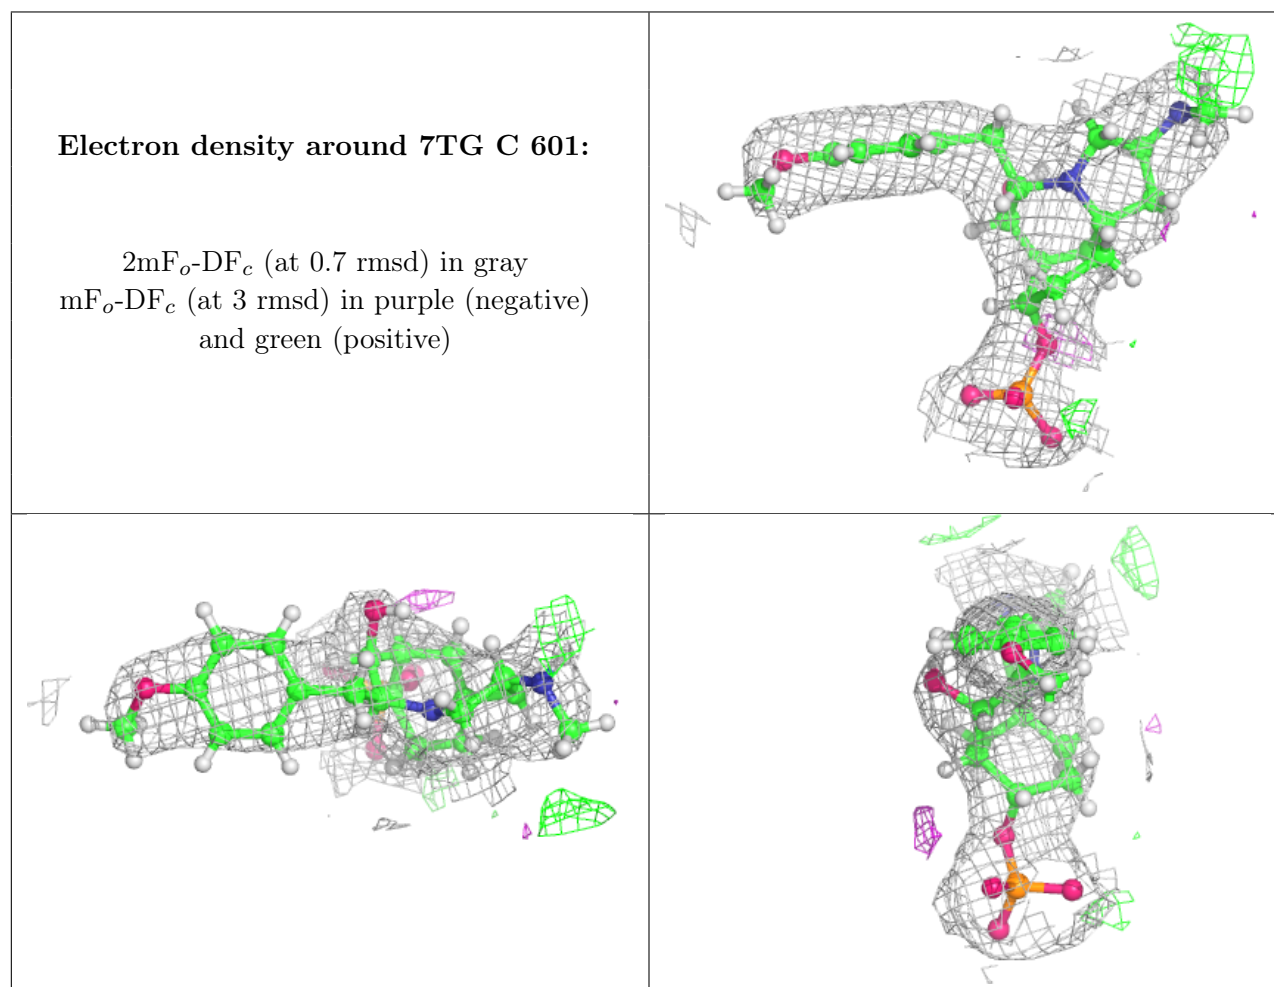 Electron density around 7TG C 601:
2mFo-DFc (at 0.7 rmsd) in gray
mFo-DFc (at 3 rmsd) in purple (negative)
and green (positive)